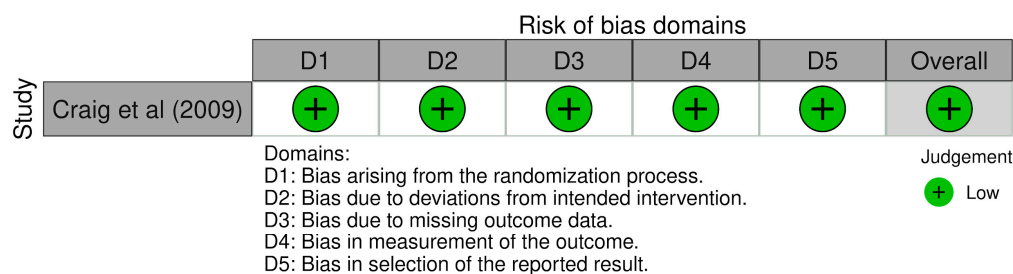 Risk of bias domains
D1 D2 D3 D4 D5 Overall
Study
Craig et al (2009) + + + + + +
Domains:
D1: Bias arising from the randomization process.
D2: Bias due to deviations from intended intervention.
D3: Bias due to missing outcome data.
D4: Bias in measurement of the outcome.
D5: Bias in selection of the reported result.
Judgement
+ Low